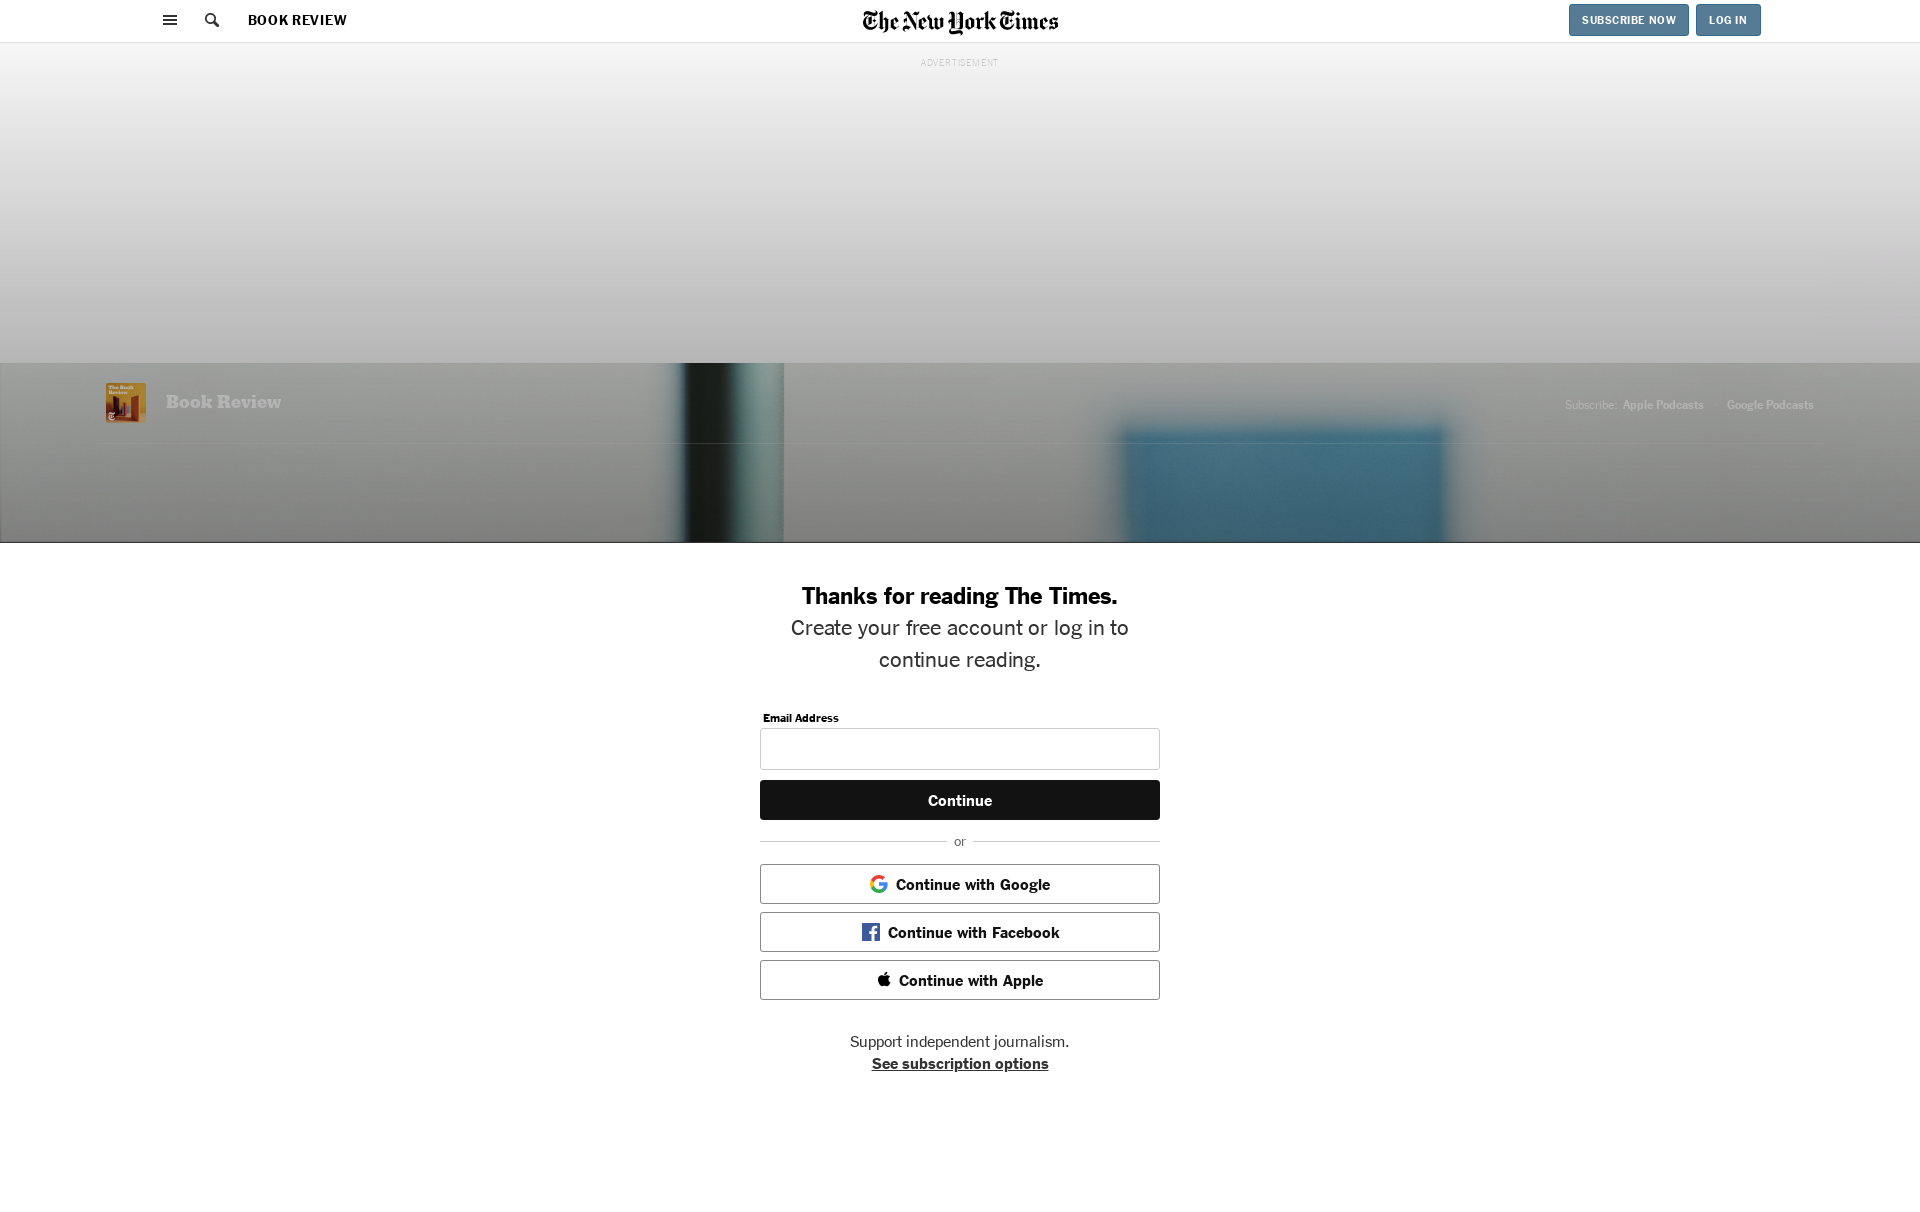 BOOK REVIEW
The New York Times
SUBSCRIBE NOW
LOG IN
ADVERTISEMENT
The Book
Review
Book Review
Subscribe: Apple Podcasts · Google Podcasts
Thanks for reading The Times.
Create your free account or log in to
continue reading.
Email Address
Continue
or
Continue with Google
Continue with Facebook
Continue with Apple
Support independent journalism.
See subscription options